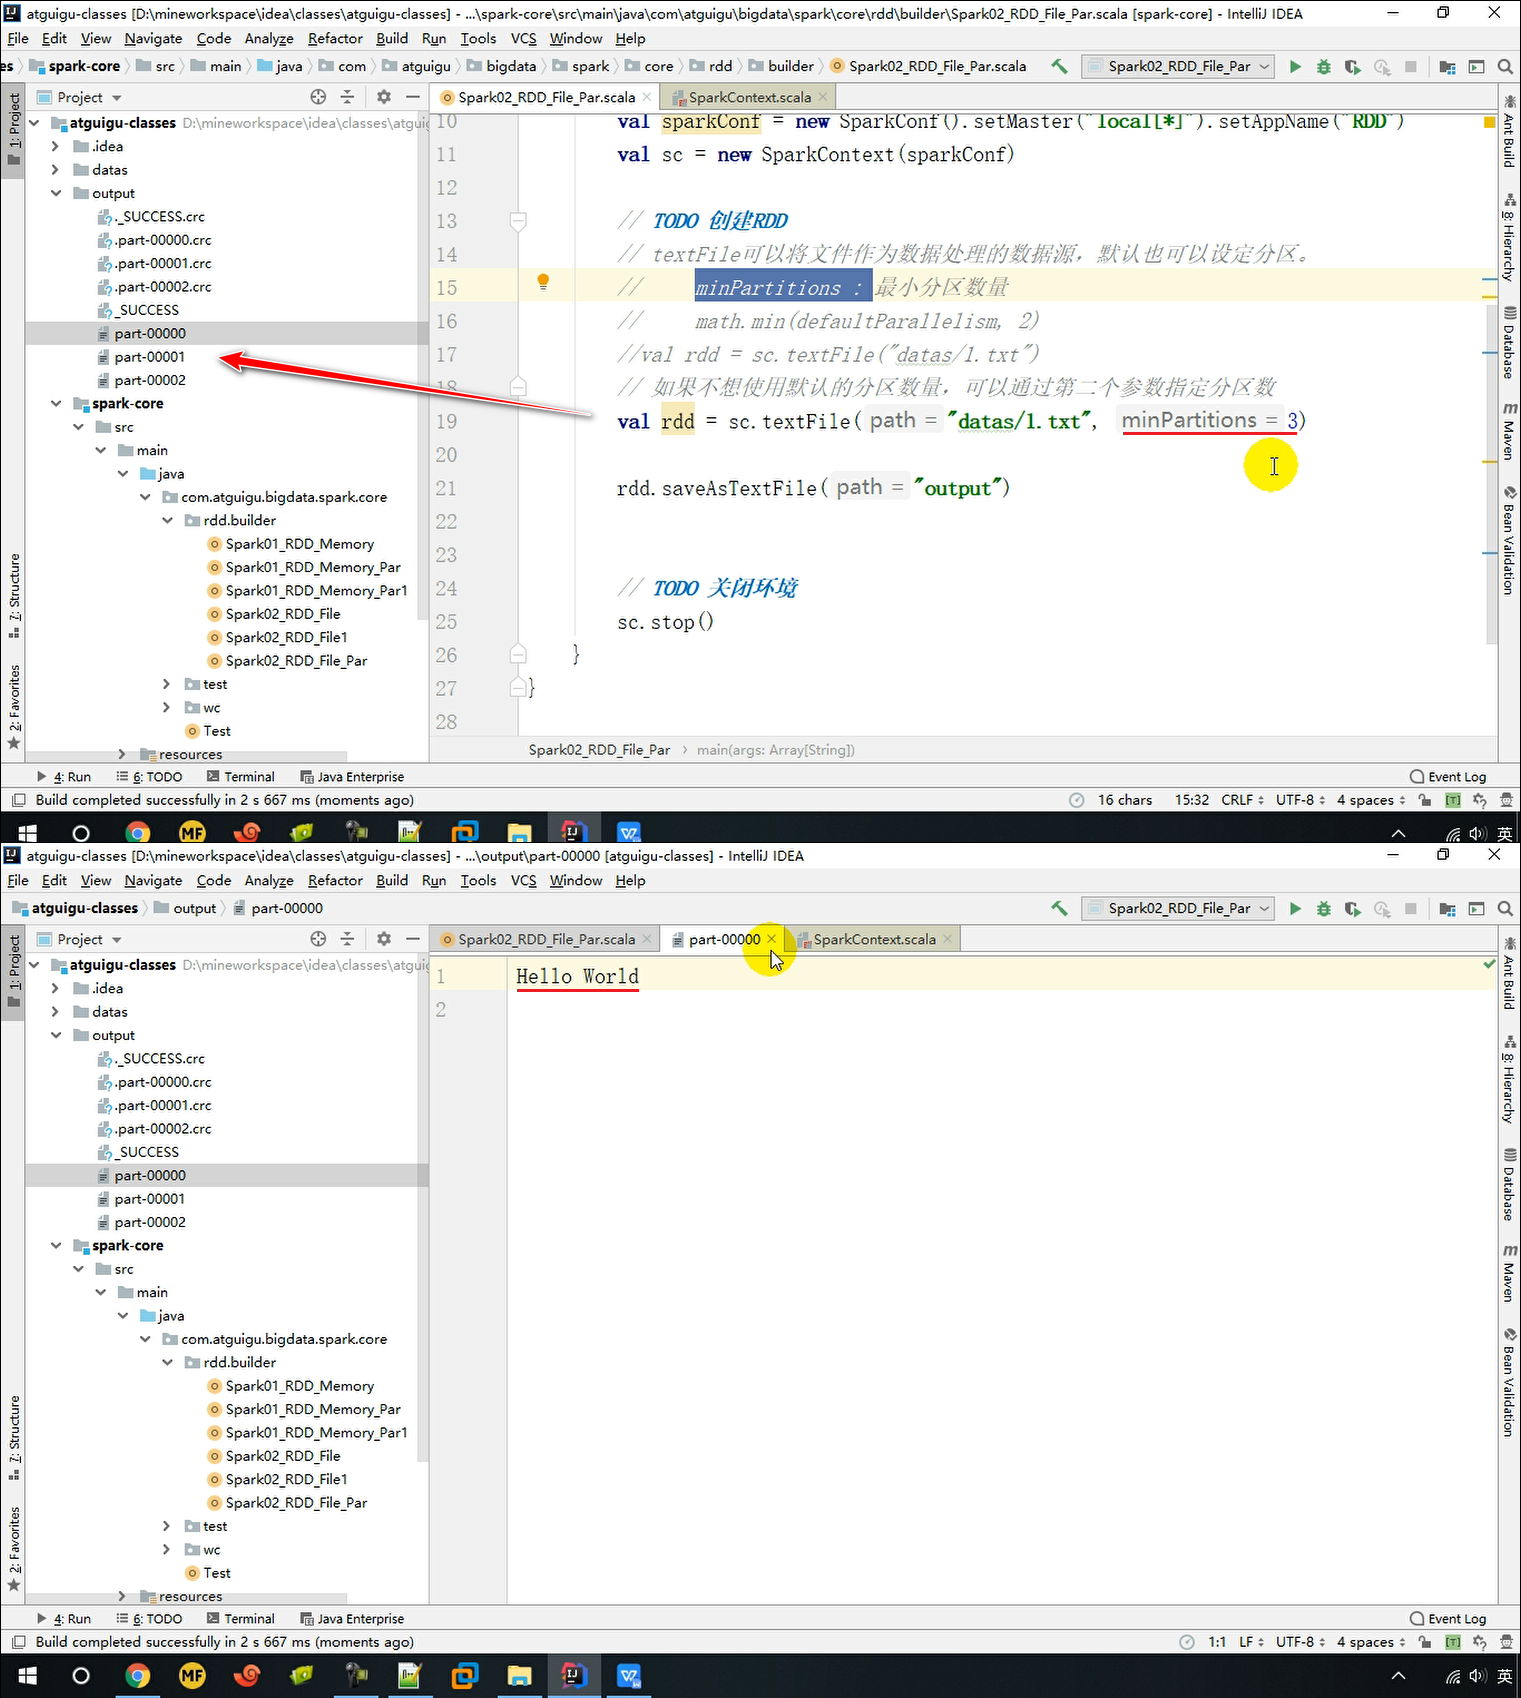 atguigu-classes [D:\mineworkspace\idea\classes\atguigu-classes] - ...\spark-core\src\main\java\com\atguigu\bigdata\spark\core\rdd\builder\Spark02_RDD_File_Par.scala [spark-core] - IntelliJ IDEA
File Edit View Navigate Code Analyze Refactor Build Run Tools VCS Window Help
es spark-core src main java com atguigu bigdata spark core rdd builder Spark02_RDD_File_Par.scala Spark02_RDD_File_Par
Project
Spark02_RDD_File_Par.scala SparkContext.scala
1: Project
7: Structure
2: Favorites
atguigu-classes D:\mineworkspace\idea\classes\atguig
.idea
datas
output
._SUCCESS.crc
.part-00000.crc
.part-00001.crc
.part-00002.crc
_SUCCESS
part-00000
part-00001
part-00002
spark-core
src
main
java
com.atguigu.bigdata.spark.core
rdd.builder
Spark01_RDD_Memory
Spark01_RDD_Memory_Par
Spark01_RDD_Memory_Par1
Spark02_RDD_File
Spark02_RDD_File1
Spark02_RDD_File_Par
test
wc
Test
resources
10 val sparkConf = new SparkConf().setMaster("local[*]").setAppName("RDD")
11 val sc = new SparkContext(sparkConf)
12
13 // TODO 创建RDD
14 // textFile可以将文件作为数据处理的数据源，默认也可以设定分区。
15 // minPartitions : 最小分区数量
16 // math.min(defaultParallelism, 2)
17 //val rdd = sc.textFile("datas/1.txt")
18 // 如果不想使用默认的分区数量，可以通过第二个参数指定分区数
19 val rdd = sc.textFile( path = "datas/1.txt", minPartitions = 3)
20
21 rdd.saveAsTextFile( path = "output")
22
23
24 // TODO 关闭环境
25 sc.stop()
26 }
27 }
28
Spark02_RDD_File_Par main(args: Array[String])
Ant Build
8: Hierarchy
Database
m Maven
Bean Validation
4: Run 6: TODO Terminal Java Enterprise Event Log
Build completed successfully in 2 s 667 ms (moments ago) 16 chars 15:32 CRLF UTF-8 4 spaces
MF 英
atguigu-classes [D:\mineworkspace\idea\classes\atguigu-classes] - ...\output\part-00000 [atguigu-classes] - IntelliJ IDEA
File Edit View Navigate Code Analyze Refactor Build Run Tools VCS Window Help
atguigu-classes output part-00000 Spark02_RDD_File_Par
Project
Spark02_RDD_File_Par.scala part-00000 SparkContext.scala
1: Project
7: Structure
2: Favorites
atguigu-classes D:\mineworkspace\idea\classes\atguig
.idea
datas
output
._SUCCESS.crc
.part-00000.crc
.part-00001.crc
.part-00002.crc
_SUCCESS
part-00000
part-00001
part-00002
spark-core
src
main
java
com.atguigu.bigdata.spark.core
rdd.builder
Spark01_RDD_Memory
Spark01_RDD_Memory_Par
Spark01_RDD_Memory_Par1
Spark02_RDD_File
Spark02_RDD_File1
Spark02_RDD_File_Par
test
wc
Test
resources
1 Hello World
2
Ant Build
8: Hierarchy
Database
m Maven
Bean Validation
4: Run 6: TODO Terminal Java Enterprise Event Log
Build completed successfully in 2 s 667 ms (moments ago) 1:1 LF UTF-8 4 spaces
MF 英